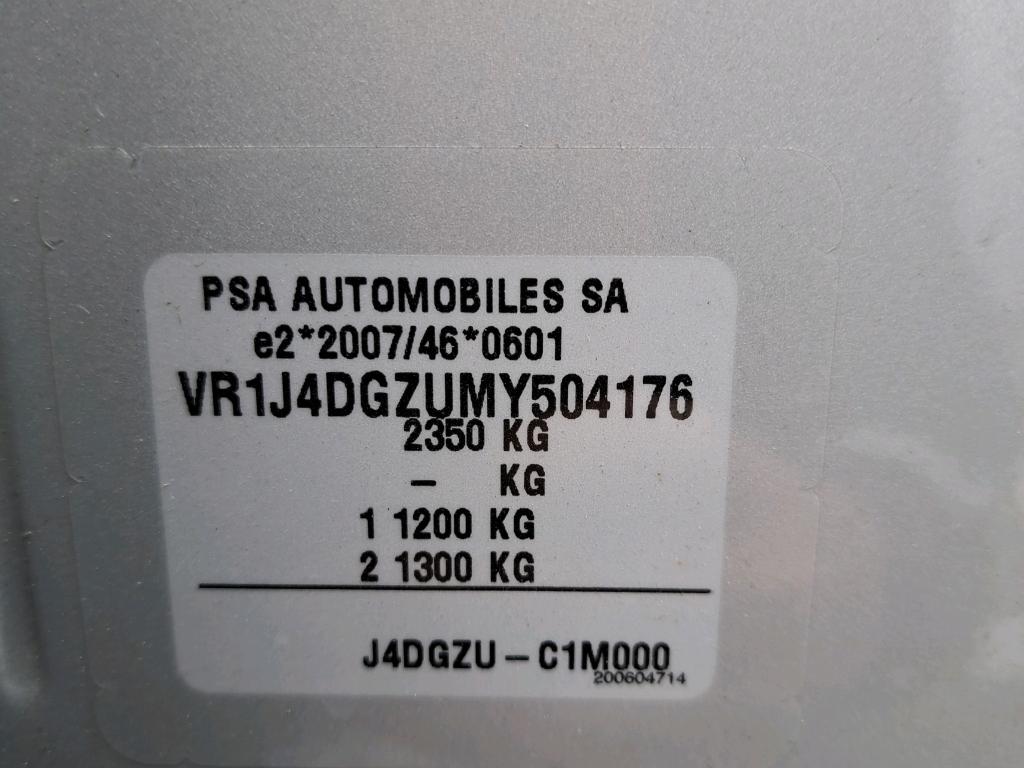 PSA AUTOMOBILES SA
e2*2007/46*0601
VR1J4DGZUMY504176
2350 KG
– KG
1 1200 KG
2 1300 KG
J4DGZU – C1M000
200604714